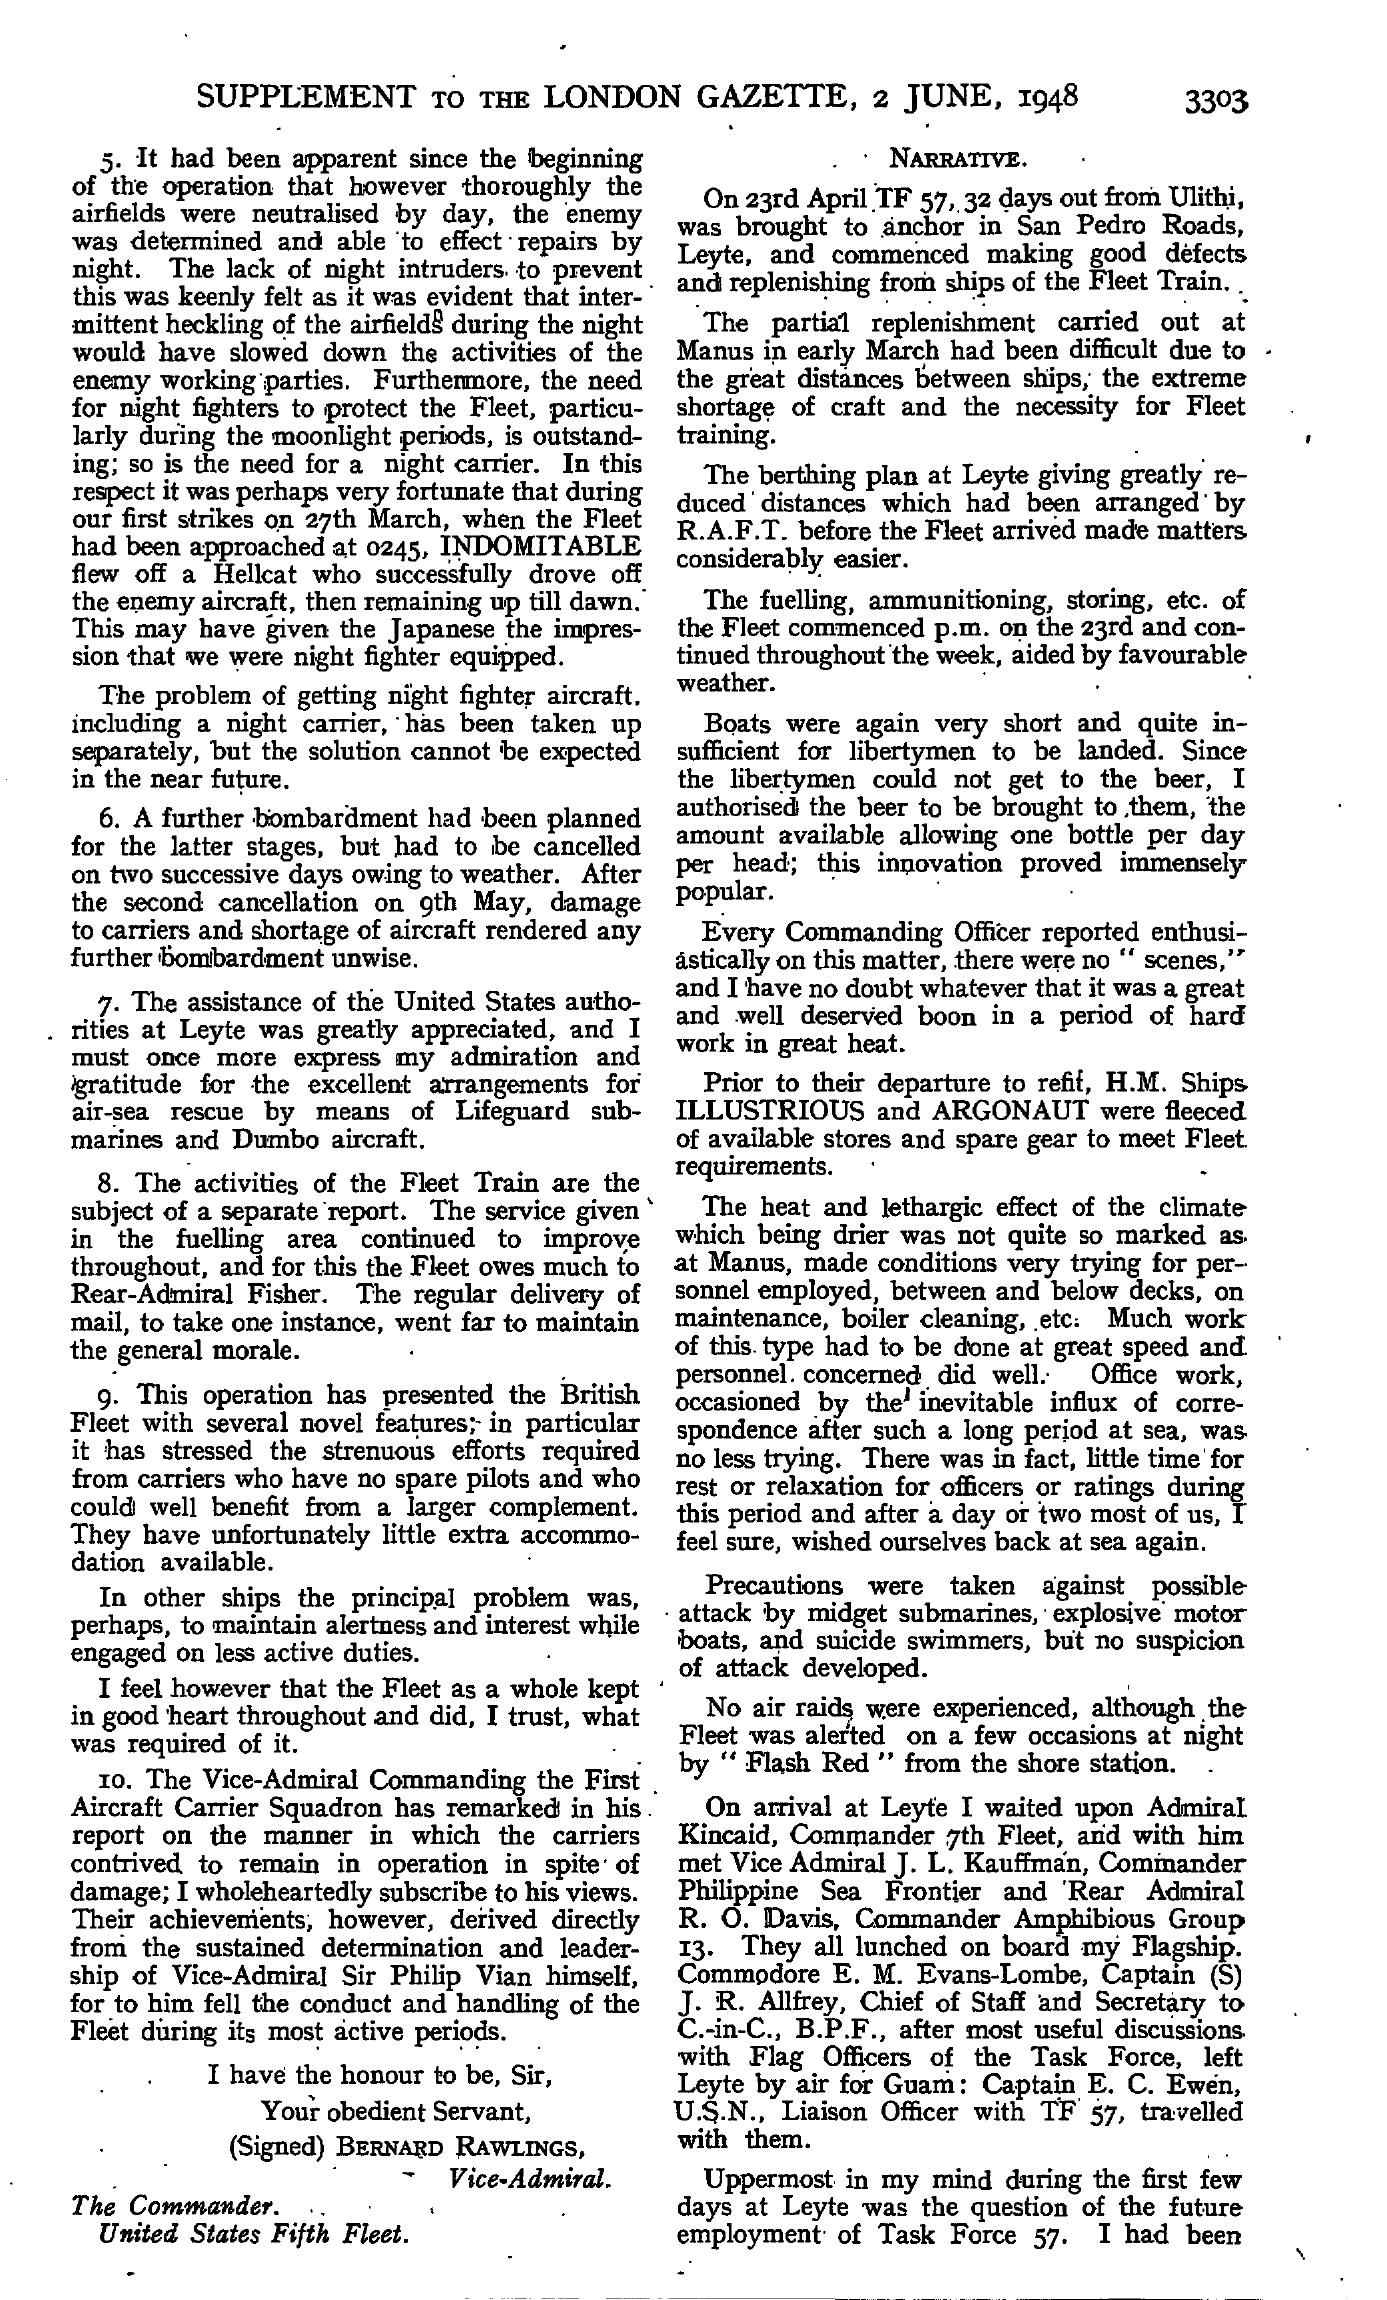 SUPPLEMENT TO THE LONDON GAZETTE, 2 JUNE, 1948 3303
5. It had been apparent since the beginning
of the operation that however thoroughly the
airfields were neutralised by day, the enemy
was determined and able to effect repairs by
night. The lack of night intruders to prevent
this was keenly felt as it was evident that inter-
mittent heckling of the airfields during the night
would have slowed down the activities of the
enemy working parties. Furthermore, the need
for night fighters to protect the Fleet, particu-
larly during the moonlight periods, is outstand-
ing; so is the need for a night carrier. In this
respect it was perhaps very fortunate that during
our first strikes on 27th March, when the Fleet
had been approached at 0245, INDOMITABLE
flew off a Hellcat who successfully drove off
the enemy aircraft, then remaining up till dawn.
This may have given the Japanese the impres-
sion that we were night fighter equipped.
The problem of getting night fighter aircraft.
including a night carrier, has been taken up
separately, but the solution cannot be expected
in the near future.
6. A further bombardment had been planned
for the latter stages, but had to be cancelled
on two successive days owing to weather. After
the second cancellation on 9th May, damage
to carriers and shortage of aircraft rendered any
further bombardment unwise.
7. The assistance of the United States autho-
rities at Leyte was greatly appreciated, and I
must once more express my admiration and
gratitude for the excellent arrangements for
air-sea rescue by means of Lifeguard sub-
marines and Dumbo aircraft.
8. The activities of the Fleet Train are the
subject of a separate report. The service given
in the fuelling area continued to improve
throughout, and for this the Fleet owes much to
Rear-Admiral Fisher. The regular delivery of
mail, to take one instance, went far to maintain
the general morale.
9. This operation has presented the British
Fleet with several novel features; in particular
it has stressed the strenuous efforts required
from carriers who have no spare pilots and who
could well benefit from a larger complement.
They have unfortunately little extra accommo-
dation available.
In other ships the principal problem was,
perhaps, to maintain alertness and interest while
engaged on less active duties.
I feel however that the Fleet as a whole kept
in good heart throughout and did, I trust, what
was required of it.
10. The Vice-Admiral Commanding the First
Aircraft Carrier Squadron has remarked in his
report on the manner in which the carriers
contrived to remain in operation in spite of
damage; I wholeheartedly subscribe to his views.
Their achievements, however, derived directly
from the sustained determination and leader-
ship of Vice-Admiral Sir Philip Vian himself,
for to him fell the conduct and handling of the
Fleet during its most active periods.
I have the honour to be, Sir,
Your obedient Servant,
(Signed) BERNARD RAWLINGS,
Vice-Admiral.
The Commander.
United States Fifth Fleet.
NARRATIVE.
On 23rd April TF 57, 32 days out from Ulithi,
was brought to anchor in San Pedro Roads,
Leyte, and commenced making good defects
and replenishing from ships of the Fleet Train.
The partial replenishment carried out at
Manus in early March had been difficult due to
the great distances between ships, the extreme
shortage of craft and the necessity for Fleet
training.
The berthing plan at Leyte giving greatly re-
duced distances which had been arranged by
R.A.F.T. before the Fleet arrived made matters
considerably easier.
The fuelling, ammunitioning, storing, etc. of
the Fleet commenced p.m. on the 23rd and con-
tinued throughout the week, aided by favourable
weather.
Boats were again very short and quite in-
sufficient for libertymen to be landed. Since
the libertymen could not get to the beer, I
authorised the beer to be brought to them, the
amount available allowing one bottle per day
per head; this innovation proved immensely
popular.
Every Commanding Officer reported enthusi-
astically on this matter, there were no " scenes,"
and I have no doubt whatever that it was a great
and well deserved boon in a period of hard
work in great heat.
Prior to their departure to refit, H.M. Ships
ILLUSTRIOUS and ARGONAUT were fleeced
of available stores and spare gear to meet Fleet
requirements.
The heat and lethargic effect of the climate
which being drier was not quite so marked as
at Manus, made conditions very trying for per-
sonnel employed, between and below decks, on
maintenance, boiler cleaning, etc. Much work
of this type had to be done at great speed and
personnel concerned did well. Office work,
occasioned by the inevitable influx of corre-
spondence after such a long period at sea, was
no less trying. There was in fact, little time for
rest or relaxation for officers or ratings during
this period and after a day or two most of us, I
feel sure, wished ourselves back at sea again.
Precautions were taken against possible
attack by midget submarines, explosive motor
boats, and suicide swimmers, but no suspicion
of attack developed.
No air raids were experienced, although the
Fleet was alerted on a few occasions at night
by " Flash Red " from the shore station.
On arrival at Leyte I waited upon Admiral
Kincaid, Commander 7th Fleet, and with him
met Vice Admiral J. L. Kauffman, Commander
Philippine Sea Frontier and Rear Admiral
R. O. Davis, Commander Amphibious Group
13. They all lunched on board my Flagship.
Commodore E. M. Evans-Lombe, Captain (S)
J. R. Allfrey, Chief of Staff and Secretary to
C.-in-C., B.P.F., after most useful discussions
with Flag Officers of the Task Force, left
Leyte by air for Guam: Captain E. C. Ewen,
U.S.N., Liaison Officer with TF 57, travelled
with them.
Uppermost in my mind during the first few
days at Leyte was the question of the future
employment of Task Force 57. I had been